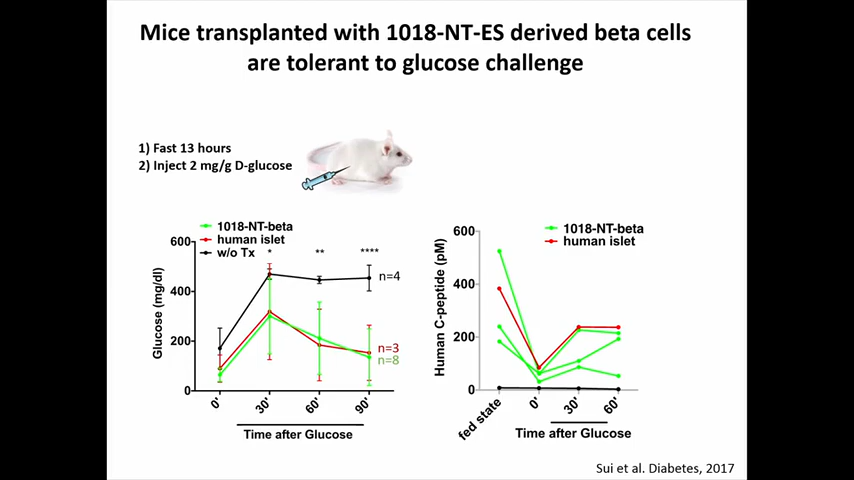 Mice transplanted with 1018-NT-ES derived beta cells
are tolerant to glucose challenge
1) Fast 13 hours
2) Inject 2 mg/g D-glucose
1018-NT-beta
human islet
w/o Tx
Glucose (mg/dl)
600
400
200
0
*
**
****
n=4
n=3
n=8
0'
30'
60'
90'
Time after Glucose
1018-NT-beta
human islet
Human C-peptide (pM)
600
400
200
0
fed state
0'
30'
60'
Time after Glucose
Sui et al. Diabetes, 2017